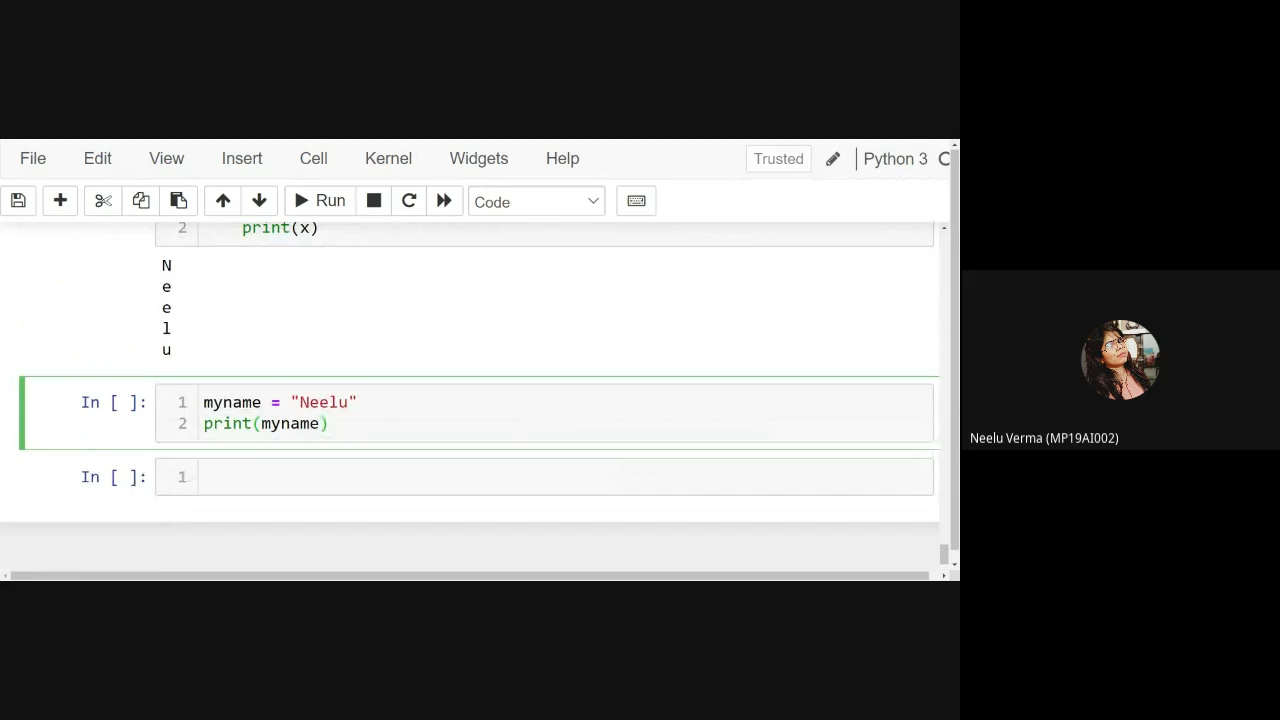 File Edit View Insert Cell Kernel Widgets Help Trusted Python 3
Run Code
2 print(x)
N
e
e
l
u
In [ ]: 1 myname = "Neelu"
2 print(myname)
In [ ]: 1
Neelu Verma (MP19AI002)